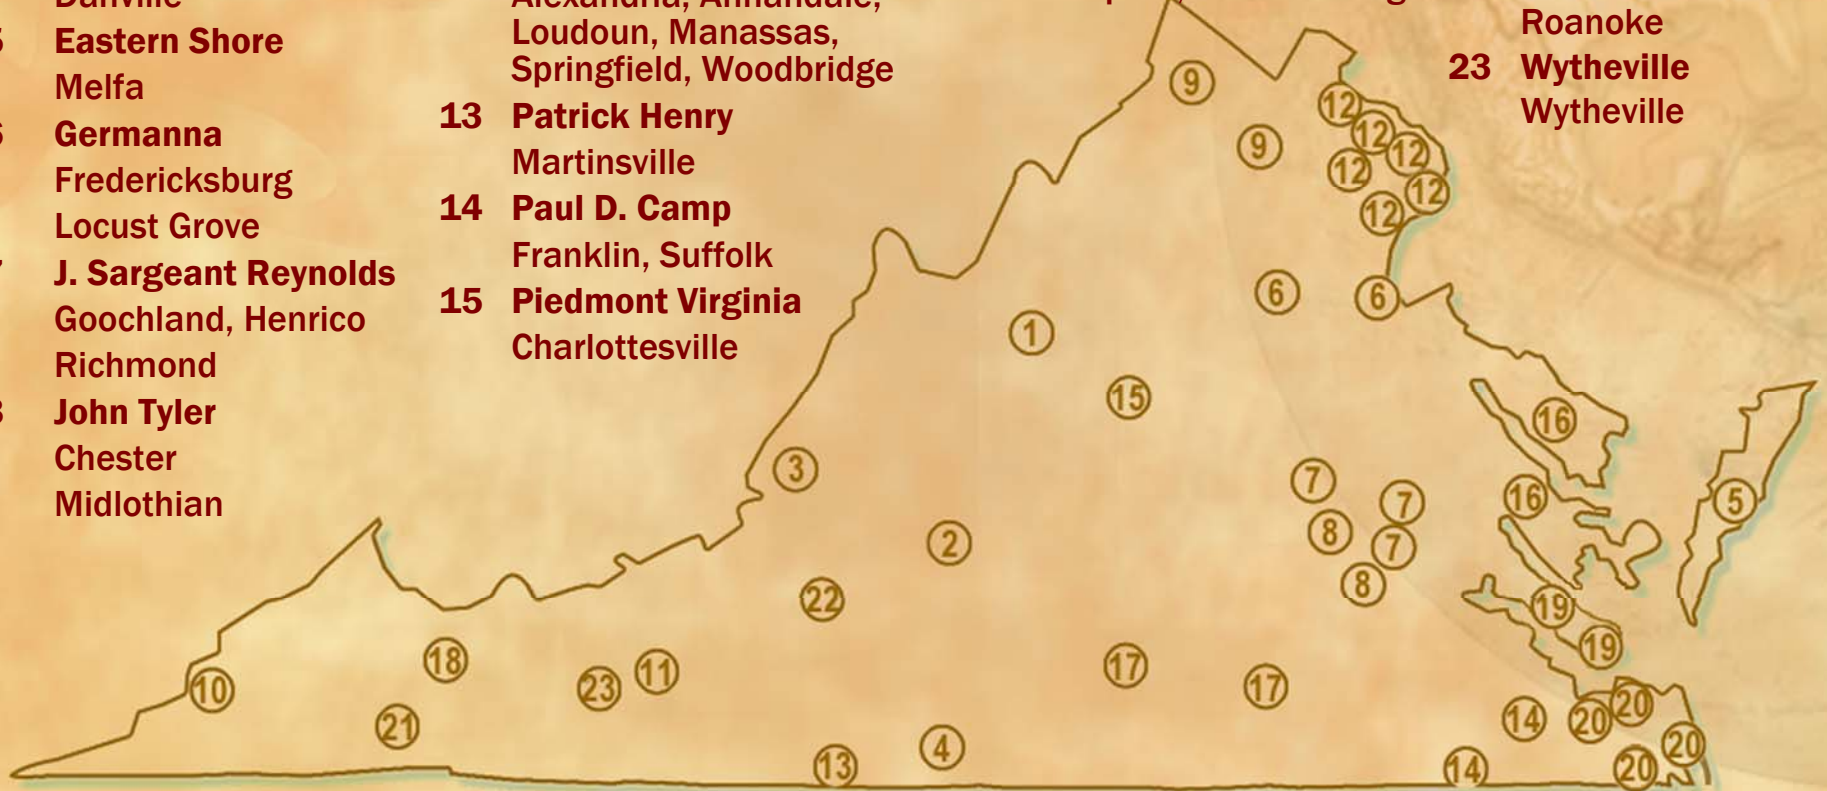 Danville
Eastern Shore
Melfa
Germanna
Fredericksburg
Locust Grove
J. Sargeant Reynolds
Goochland, Henrico
Richmond
John Tyler
Chester
Midlothian
Alexandria, Annandale,
Loudoun, Manassas,
Springfield, Woodbridge
13 Patrick Henry
Martinsville
14 Paul D. Camp
Franklin, Suffolk
15 Piedmont Virginia
Charlottesville
Roanoke
23 Wytheville
Wytheville
9
9
12
12
12
12
12
12
6
6
1
15
16
3
7
7
16
5
8
7
2
8
22
19
19
18
11
17
10
23
17
20
14
20
21
4
20
13
14
20